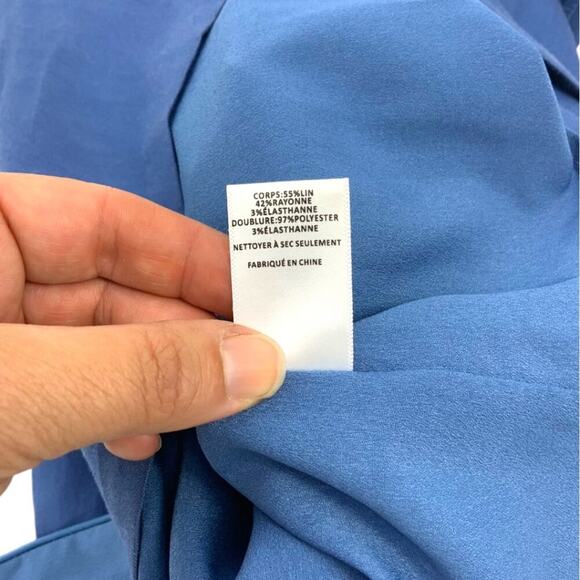 CORPS:55%LIN
42%RAYONNE
3%ÉLASTHANNE
DOUBLURE:97%POLYESTER
3%ÉLASTHANNE
NETTOYER À SEC SEULEMENT
FABRIQUÉ EN CHINE